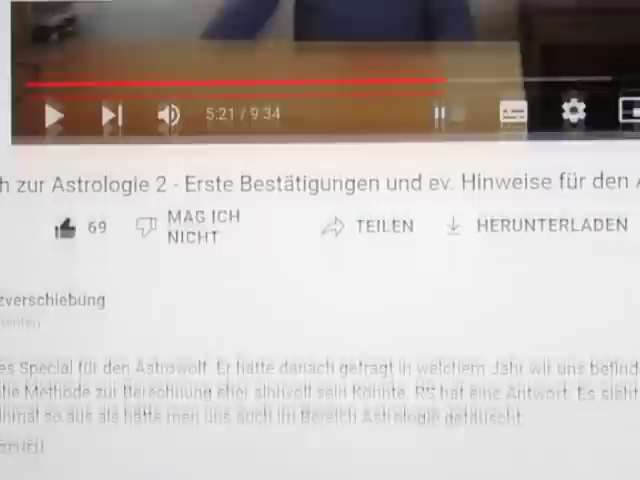 5:21 / 9:34
h zur Astrologie 2 - Erste Bestätigungen und ev. Hinweise für den A
69
MAG ICH
NICHT
TEILEN
HERUNTERLADEN
zverschiebung
es Special für den Astrowolf. Er hatte danach gefragt in welchem Jahr wir uns befind
he Methode zur Berechnung eher sinnvoll sein könnte. RS hat eine Antwort. Es sieht
inmal so aus als hätte man uns auch im Bereich Astrologie getäuscht.